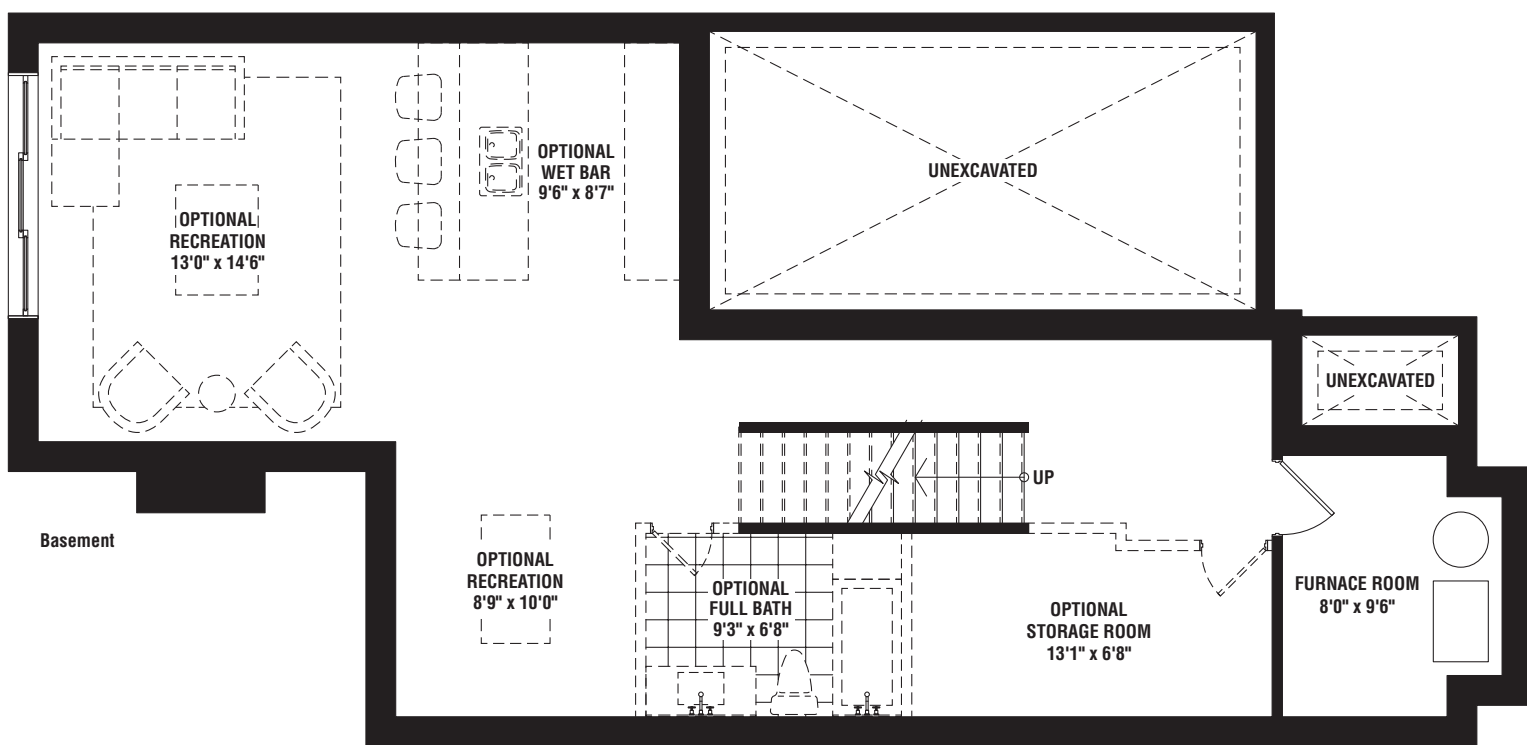 OPTIONAL
WET BAR
9'6" x 8'7"
UNEXCAVATED
OPTIONAL
RECREATION
13'0" x 14'6"
UNEXCAVATED
UP
Basement
OPTIONAL
RECREATION
8'9" x 10'0"
OPTIONAL
FULL BATH
9'3" x 6'8"
OPTIONAL
STORAGE ROOM
13'1" x 6'8"
FURNACE ROOM
8'0" x 9'6"